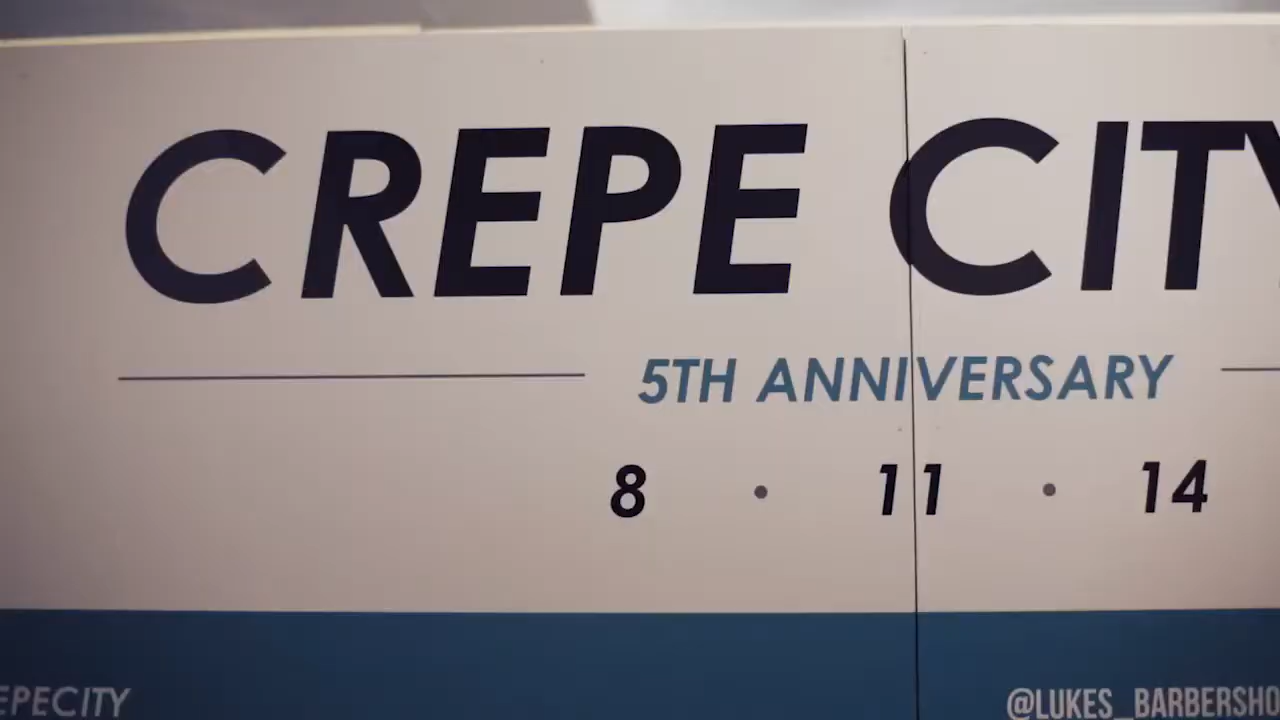 CREPE CITY
5TH ANNIVERSARY
8 • 11 • 14
EPECITY
@LUKES_BARBERSHO